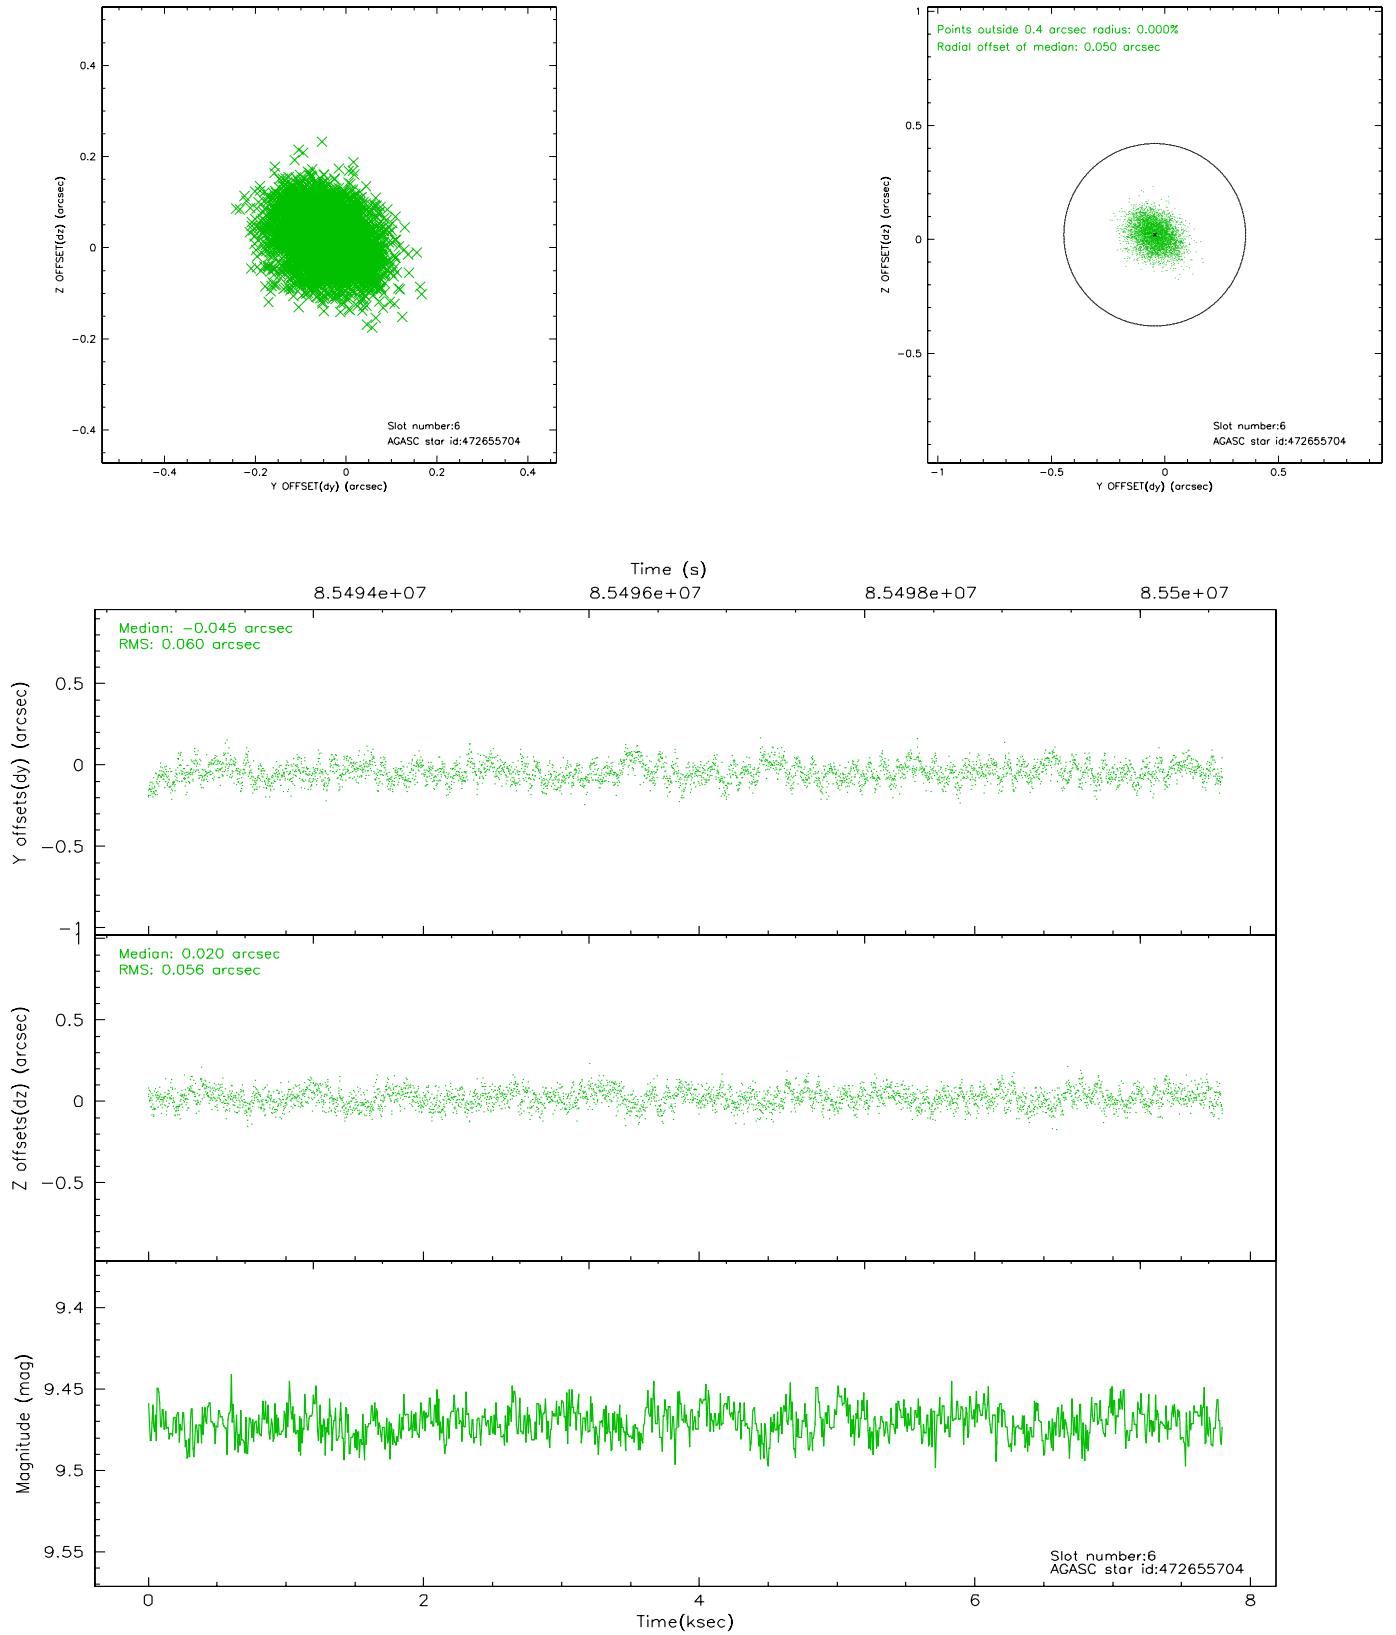 0.4
0.2
0
-0.2
-0.4
Z OFFSET(dz) (arcsec)
Slot number:6
AGASC star id:472655704
-0.4 -0.2 0 0.2 0.4
Y OFFSET(dy) (arcsec)
Points outside 0.4 arcsec radius: 0.000%
Radial offset of median: 0.050 arcsec
1
0.5
0
-0.5
Z OFFSET(dz) (arcsec)
Slot number:6
AGASC star id:472655704
-1 -0.5 0 0.5
Y OFFSET(dy) (arcsec)
Time (s)
8.5494e+07 8.5496e+07 8.5498e+07 8.55e+07
Median: -0.045 arcsec
RMS: 0.060 arcsec
0.5
0
-0.5
-1
Y offsets(dy) (arcsec)
Median: 0.020 arcsec
RMS: 0.056 arcsec
1
0.5
0
-0.5
Z offsets(dz) (arcsec)
9.4
9.45
9.5
9.55
Magnitude (mag)
Slot number:6
AGASC star id:472655704
0 2 4 6 8
Time(ksec)